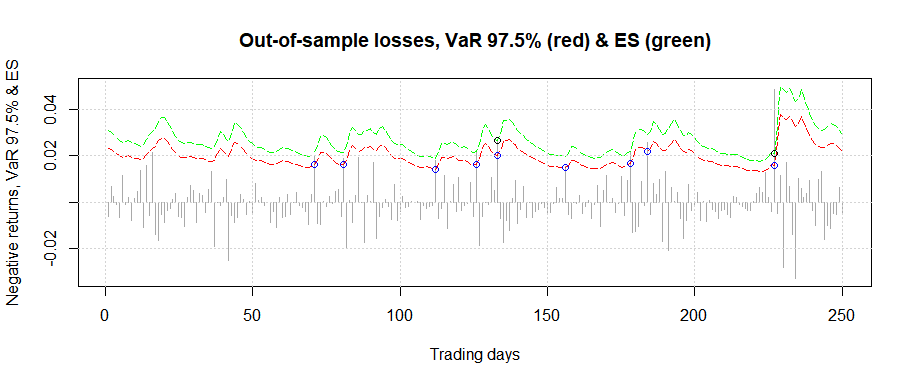 Out-of-sample losses, VaR 97.5% (red) & ES (green)
Negative returns, VaR 97.5% & ES
0.04
0.02
-0.02
0 50 100 150 200 250
Trading days